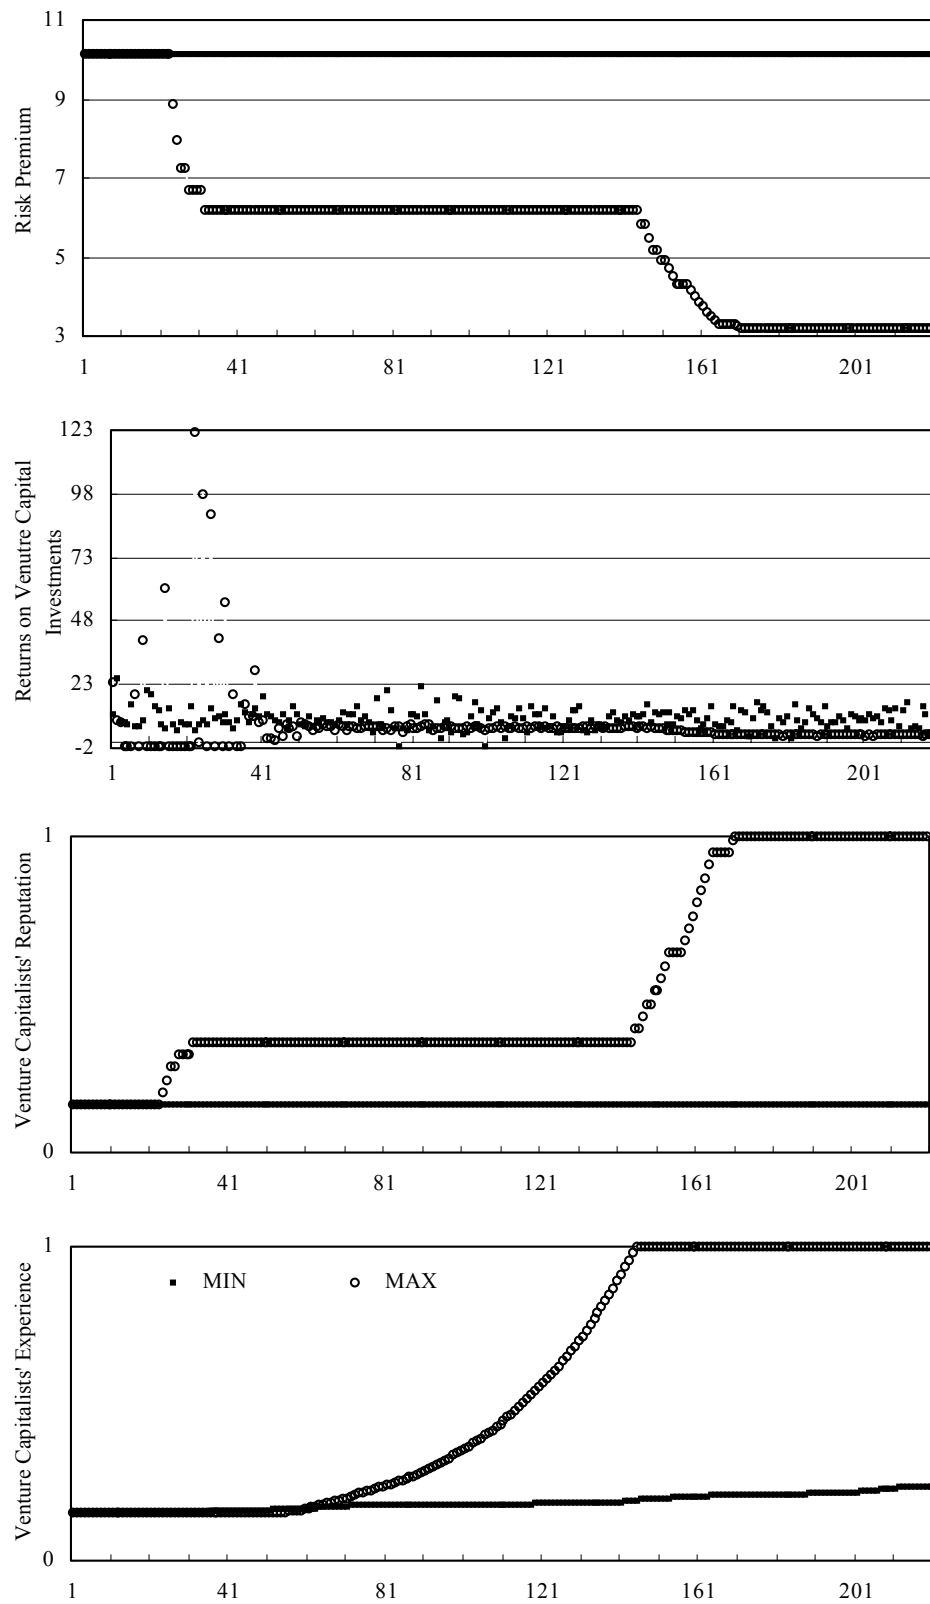 11
9
7
5
3
Risk Premium
1 41 81 121 161 201
123
98
73
48
23
-2
Returns on Venutre Capital
Investments
1 41 81 121 161 201
1
0
Venture Capitalists' Reputation
1 41 81 121 161 201
1
0
Venture Capitalists' Experience
MIN MAX
1 41 81 121 161 201